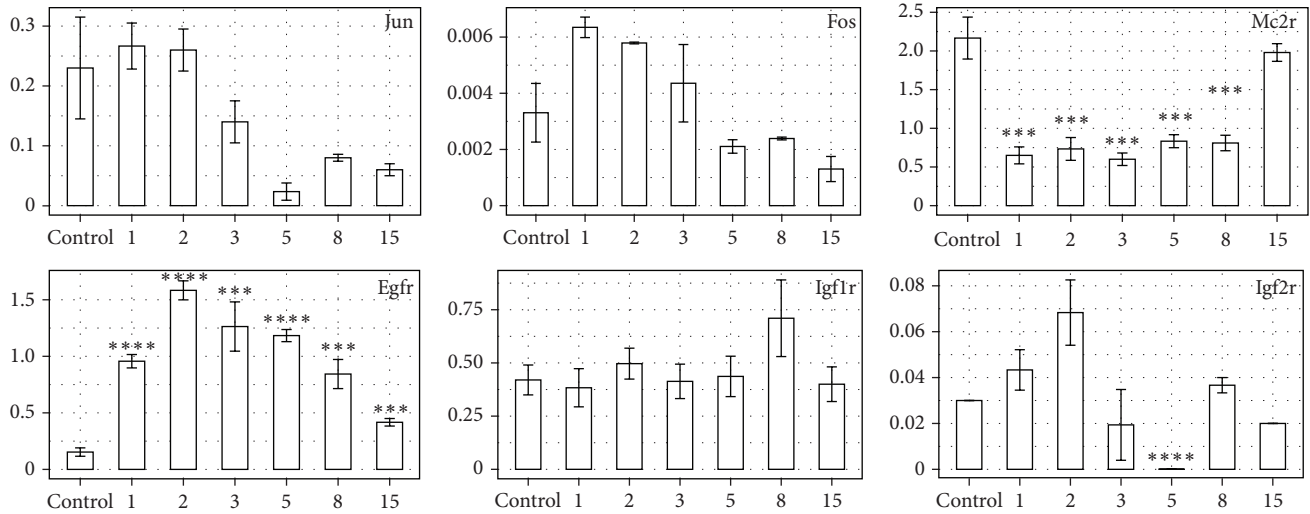 Jun
0.3
0.2
0.1
0
Control 1 2 3 5 8 15
Fos
0.006
0.004
0.002
0
Control 1 2 3 5 8 15
Mc2r
2.5
2.0
1.5
1.0
0.5
0
*** *** *** *** ***
Control 1 2 3 5 8 15
Egfr
1.5
1.0
0.5
0
**** **** *** **** *** ***
Control 1 2 3 5 8 15
Igf1r
0.75
0.50
0.25
0
Control 1 2 3 5 8 15
Igf2r
0.08
0.06
0.04
0.02
0
****
Control 1 2 3 5 8 15